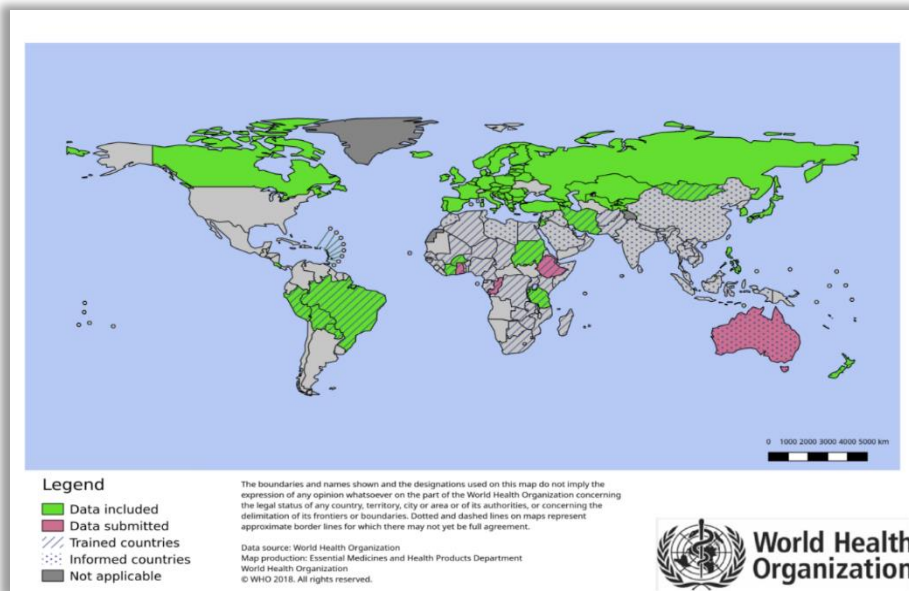 0 1000 2000 3000 4000 5000 km
Legend
Data included
Data submitted
Trained countries
Informed countries
Not applicable
The boundaries and names shown and the designations used on this map do not imply the
expression of any opinion whatsoever on the part of the World Health Organization concerning
the legal status of any country, territory, city or area or of its authorities, or concerning the
delimitation of its frontiers or boundaries. Dotted and dashed lines on maps represent
approximate border lines for which there may not yet be full agreement.
Data source: World Health Organization
Map production: Essential Medicines and Health Products Department
World Health Organization
© WHO 2018. All rights reserved.
World Health
Organization